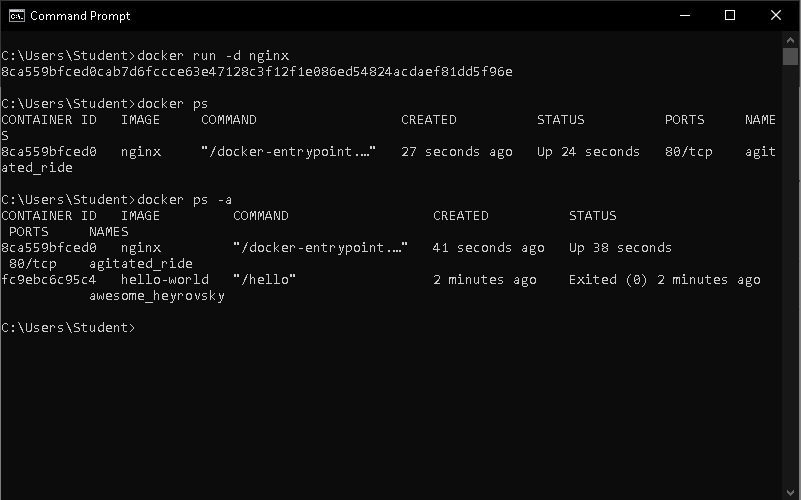 Command Prompt
C:\Users\Student>docker run -d nginx
8ca559bfced0cab7d6fccce63e47128c3f12f1e086ed54824acdaef81dd5f96e
C:\Users\Student>docker ps
CONTAINER ID   IMAGE     COMMAND                  CREATED          STATUS          PORTS     NAME
S
8ca559bfced0   nginx     "/docker-entrypoint.…"   27 seconds ago   Up 24 seconds   80/tcp    agit
ated_ride
C:\Users\Student>docker ps -a
CONTAINER ID   IMAGE         COMMAND                  CREATED          STATUS
 PORTS     NAMES
8ca559bfced0   nginx         "/docker-entrypoint.…"   41 seconds ago   Up 38 seconds
 80/tcp    agitated_ride
fc9ebc6c95c4   hello-world   "/hello"                 2 minutes ago    Exited (0) 2 minutes ago
           awesome_heyrovsky
C:\Users\Student>